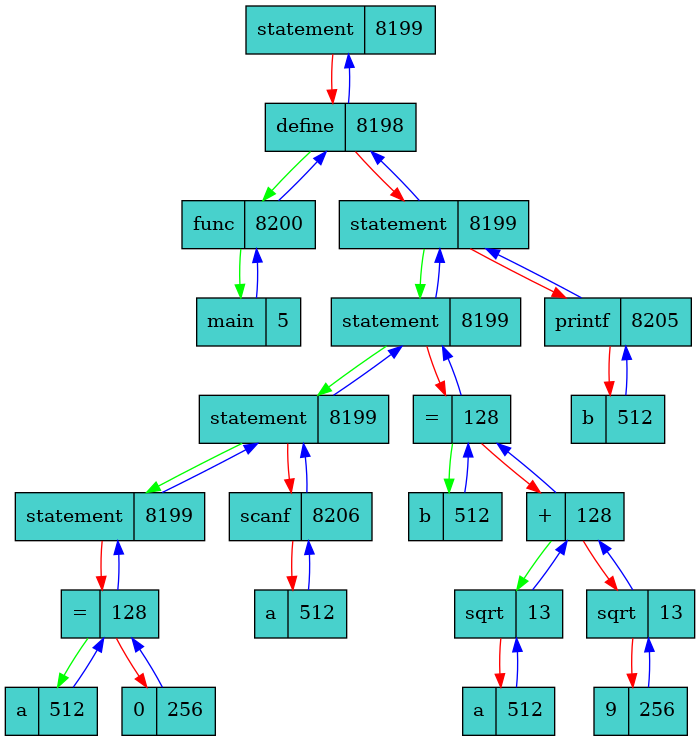 statement 8199
define 8198
func 8200
statement 8199
main 5
statement 8199
printf 8205
statement 8199
= 128
b 512
statement 8199
scanf 8206
b 512
+ 128
= 128
a 512
sqrt 13
sqrt 13
a 512
0 256
a 512
9 256